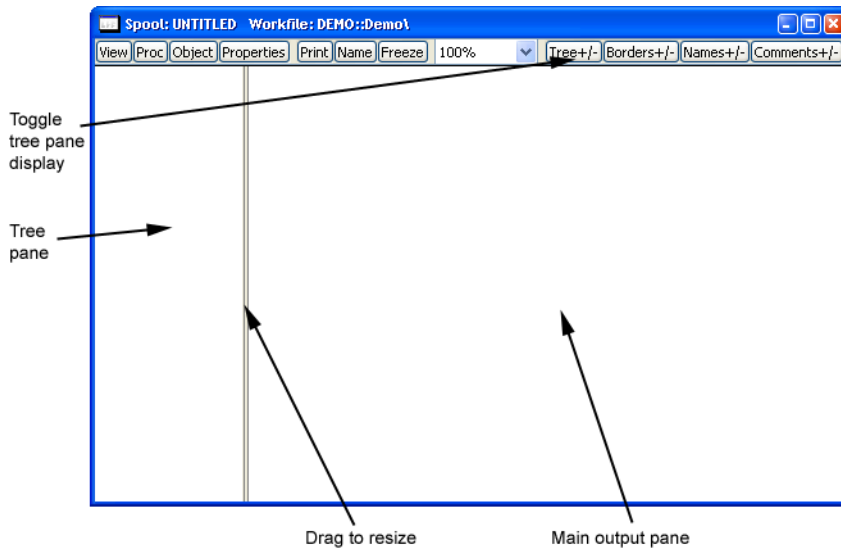 Spool: UNTITLED Workfile: DEMO::Demo\
View Proc Object Properties Print Name Freeze 100% Tree+/- Borders+/- Names+/- Comments+/-
Toggle
tree pane
display
Tree
pane
Drag to resize
Main output pane